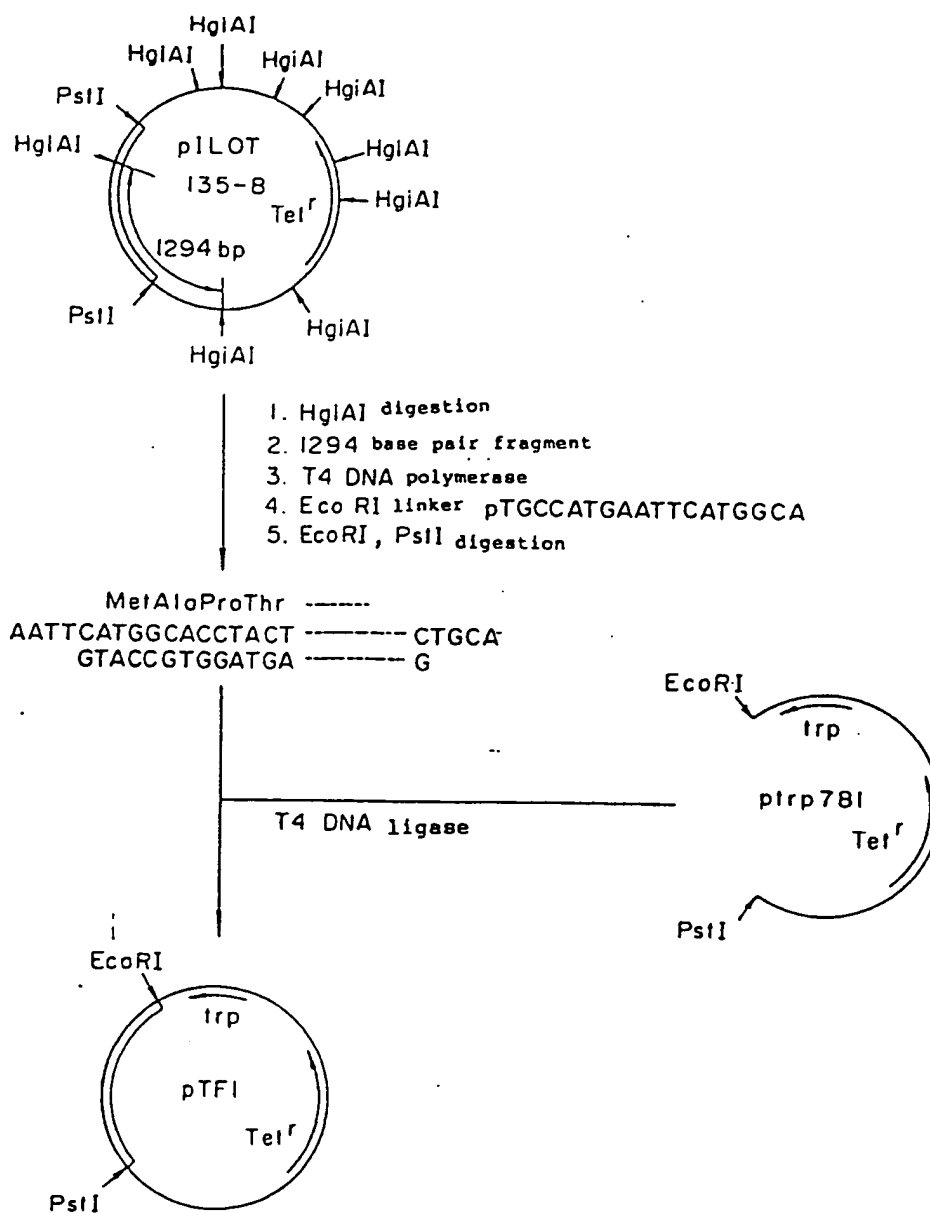 HgiAI
HgiAI
HgiAI
HgiAI
PstI
HgiAI
pILOT
135-8
HgiAI
HgiAI
Tet r
1294 bp
PstI
HgiAI
HgiAI
1. HgiAI digestion
2. 1294 base pair fragment
3. T4 DNA polymerase
4. Eco RI linker pTGCCATGAATTCATGGCA
5. EcoRI, PstI digestion
MetAlaProThr ------
AATTCATGGCACCTACT --------- CTGCA
GTACCGTGGATGA --------- G
EcoRI
trp
ptrp781
Tet r
T4 DNA ligase
PstI
EcoRI
trp
pTF1
Tet r
PstI